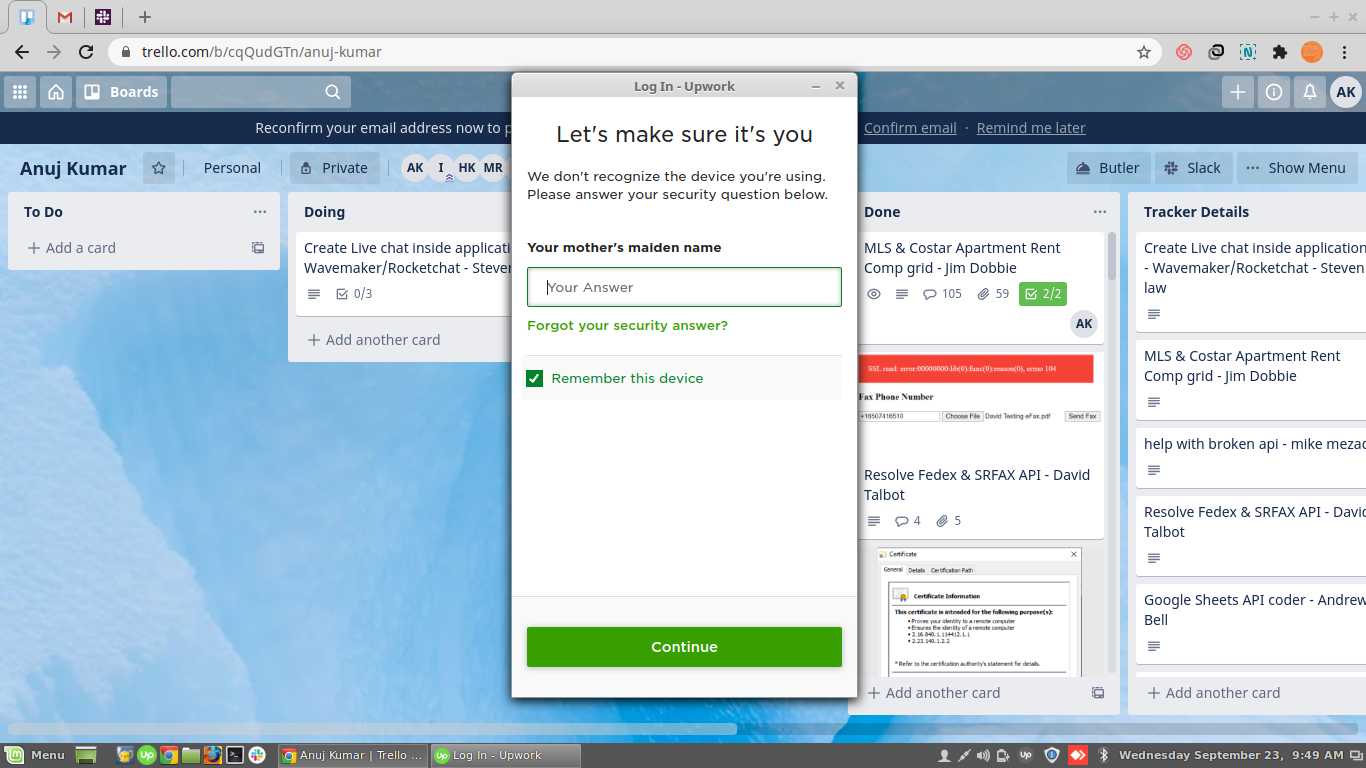 trello.com/b/cqQudGTn/anuj-kumar
Boards
AK
Reconfirm your email address now to p
Confirm email · Remind me later
Anuj Kumar
Personal
Private
AK
I
HK
MR
Butler
Slack
Show Menu
To Do
Add a card
Doing
Create Live chat inside applicati
Wavemaker/Rocketchat - Steven
0/3
Add another card
Log In - Upwork
Let's make sure it's you
We don't recognize the device you're using.
Please answer your security question below.
Your mother's maiden name
Your Answer
Forgot your security answer?
Remember this device
Continue
Done
MLS & Costar Apartment Rent
Comp grid - Jim Dobbie
105
59
2/2
AK
SSL read: error:00000000:lib(0):func(0):reason(0), errno 104
Fax Phone Number
+16507416510
Choose File
David Testing eFax.pdf
Send Fax
Resolve Fedex & SRFAX API - David
Talbot
4
5
Certificate
General Details Certification Path
Certificate Information
This certificate is intended for the following purpose(s):
• Proves your identity to a remote computer
• Ensures the identity of a remote computer
• 2.16.840.1.114412.1.1
• 2.23.140.1.2.2
* Refer to the certification authority's statement for details.
Add another card
Tracker Details
Create Live chat inside application
- Wavemaker/Rocketchat - Steven
law
MLS & Costar Apartment Rent
Comp grid - Jim Dobbie
help with broken api - mike mezac
Resolve Fedex & SRFAX API - David
Talbot
Google Sheets API coder - Andrew
Bell
Add another card
Menu
up
Anuj Kumar | Trello ...
up
Log In - Upwork
up
Wednesday September 23, 9:49 AM